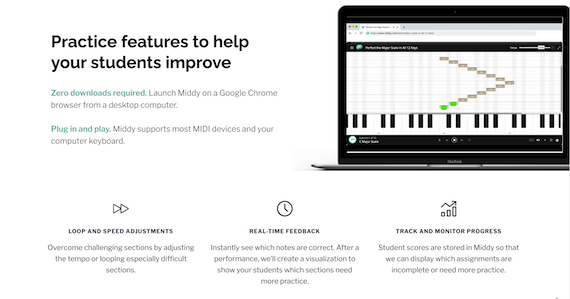 Practice features to help
your students improve
Zero downloads required. Launch Middy on a Google Chrome
browser from a desktop computer.
Plug in and play. Middy supports most MIDI devices and your
computer keyboard.
Perfect the Major Scale in All 12 Keys
Tempo
C Major Scale
MacBook
LOOP AND SPEED ADJUSTMENTS
Overcome challenging sections by adjusting
the tempo or looping especially difficult
sections.
REAL-TIME FEEDBACK
Instantly see which notes are correct. After a
performance, we'll create a visualization to
show your students which sections need
more practice.
TRACK AND MONITOR PROGRESS
Student scores are stored in Middy so that
we can display which assignments are
incomplete or need more practice.